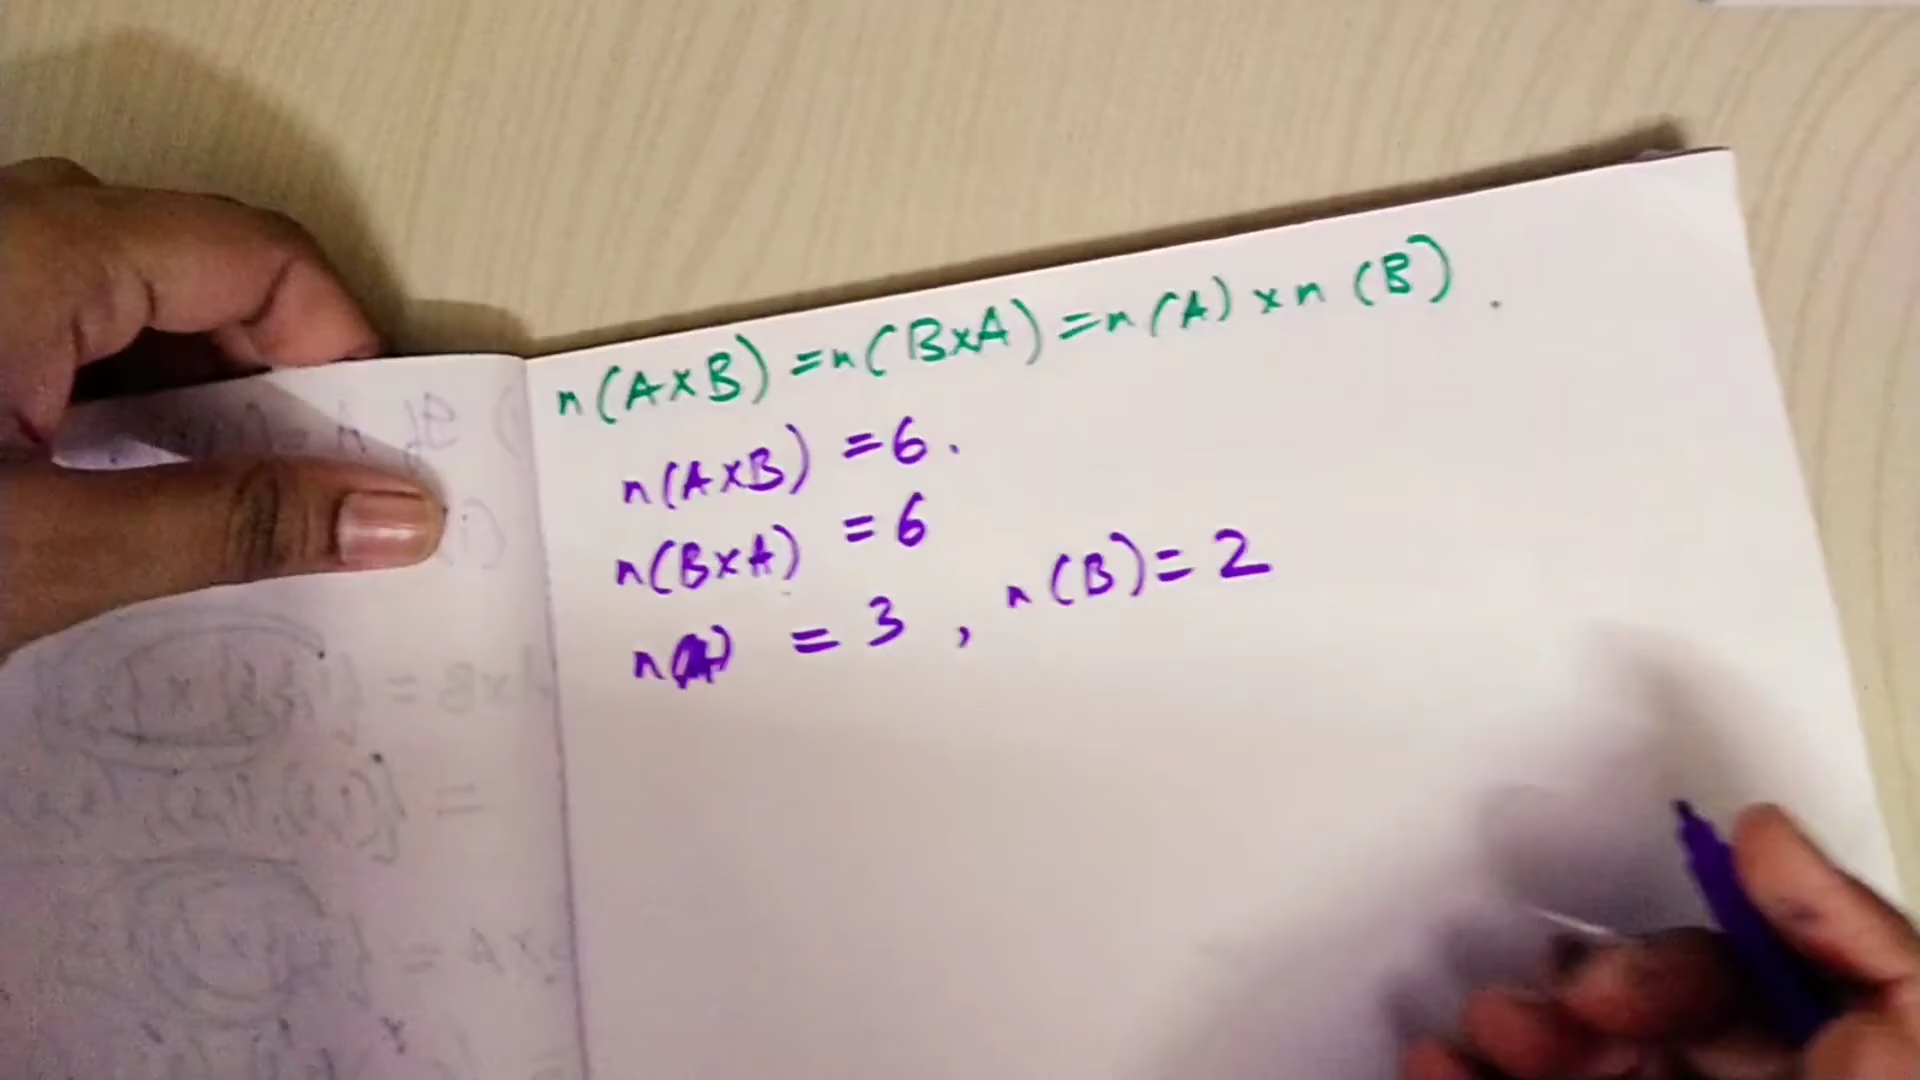 n(A×B) = n(B×A) = n(A) × n(B).
n(A×B) = 6.
n(B×A) = 6
n(A) = 3, n(B) = 2